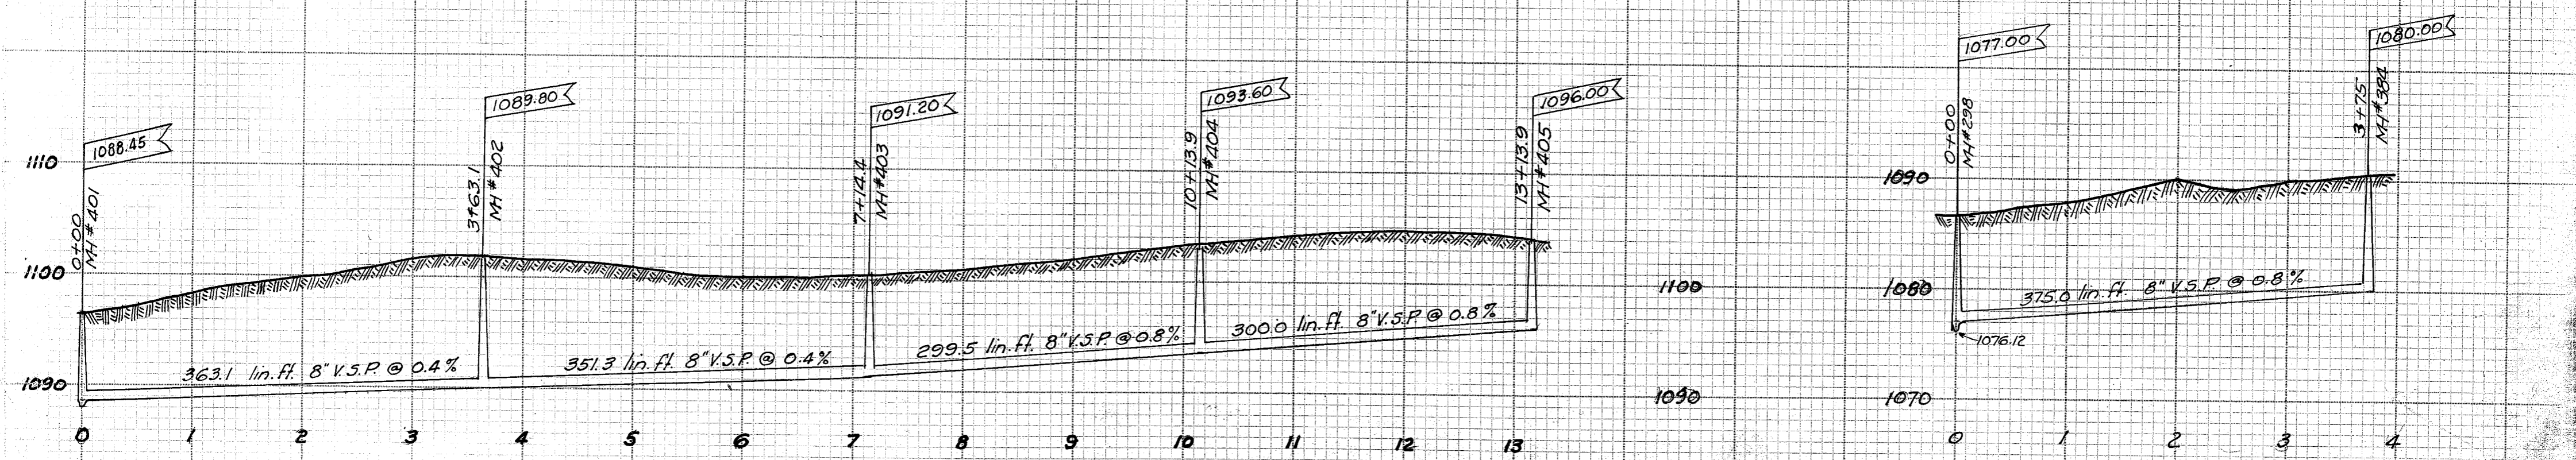 1088.45
1089.80
1091.20
1093.60
1096.00
0+00
MH #401
3+63.1
MH #402
7+14.4
MH #403
10+13.9
MH #404
13+13.9
MH #405
1110
1100
1090
363.1 lin.ft. 8" V.S.P. @ 0.4%
351.3 lin.ft. 8" V.S.P. @ 0.4%
299.5 lin.ft. 8" V.S.P. @ 0.8%
300.0 lin.ft. 8" V.S.P. @ 0.8%
0 1 2 3 4 5 6 7 8 9 10 11 12 13
1100
1090
1077.00
1080.00
0+00
MH #298
3+75
MH #384
1090
1080
1070
375.0 lin.ft. 8" V.S.P. @ 0.8%
1076.12
0 1 2 3 4